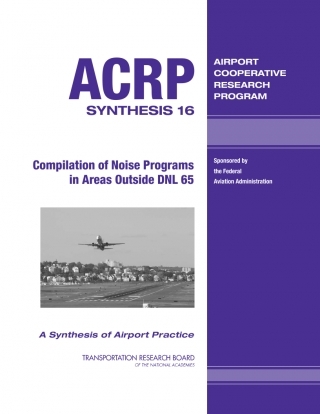 ACRP
SYNTHESIS 16
AIRPORT
COOPERATIVE
RESEARCH
PROGRAM
Compilation of Noise Programs
in Areas Outside DNL 65
Sponsored by
the Federal
Aviation Administration
A Synthesis of Airport Practice
TRANSPORTATION RESEARCH BOARD
OF THE NATIONAL ACADEMIES